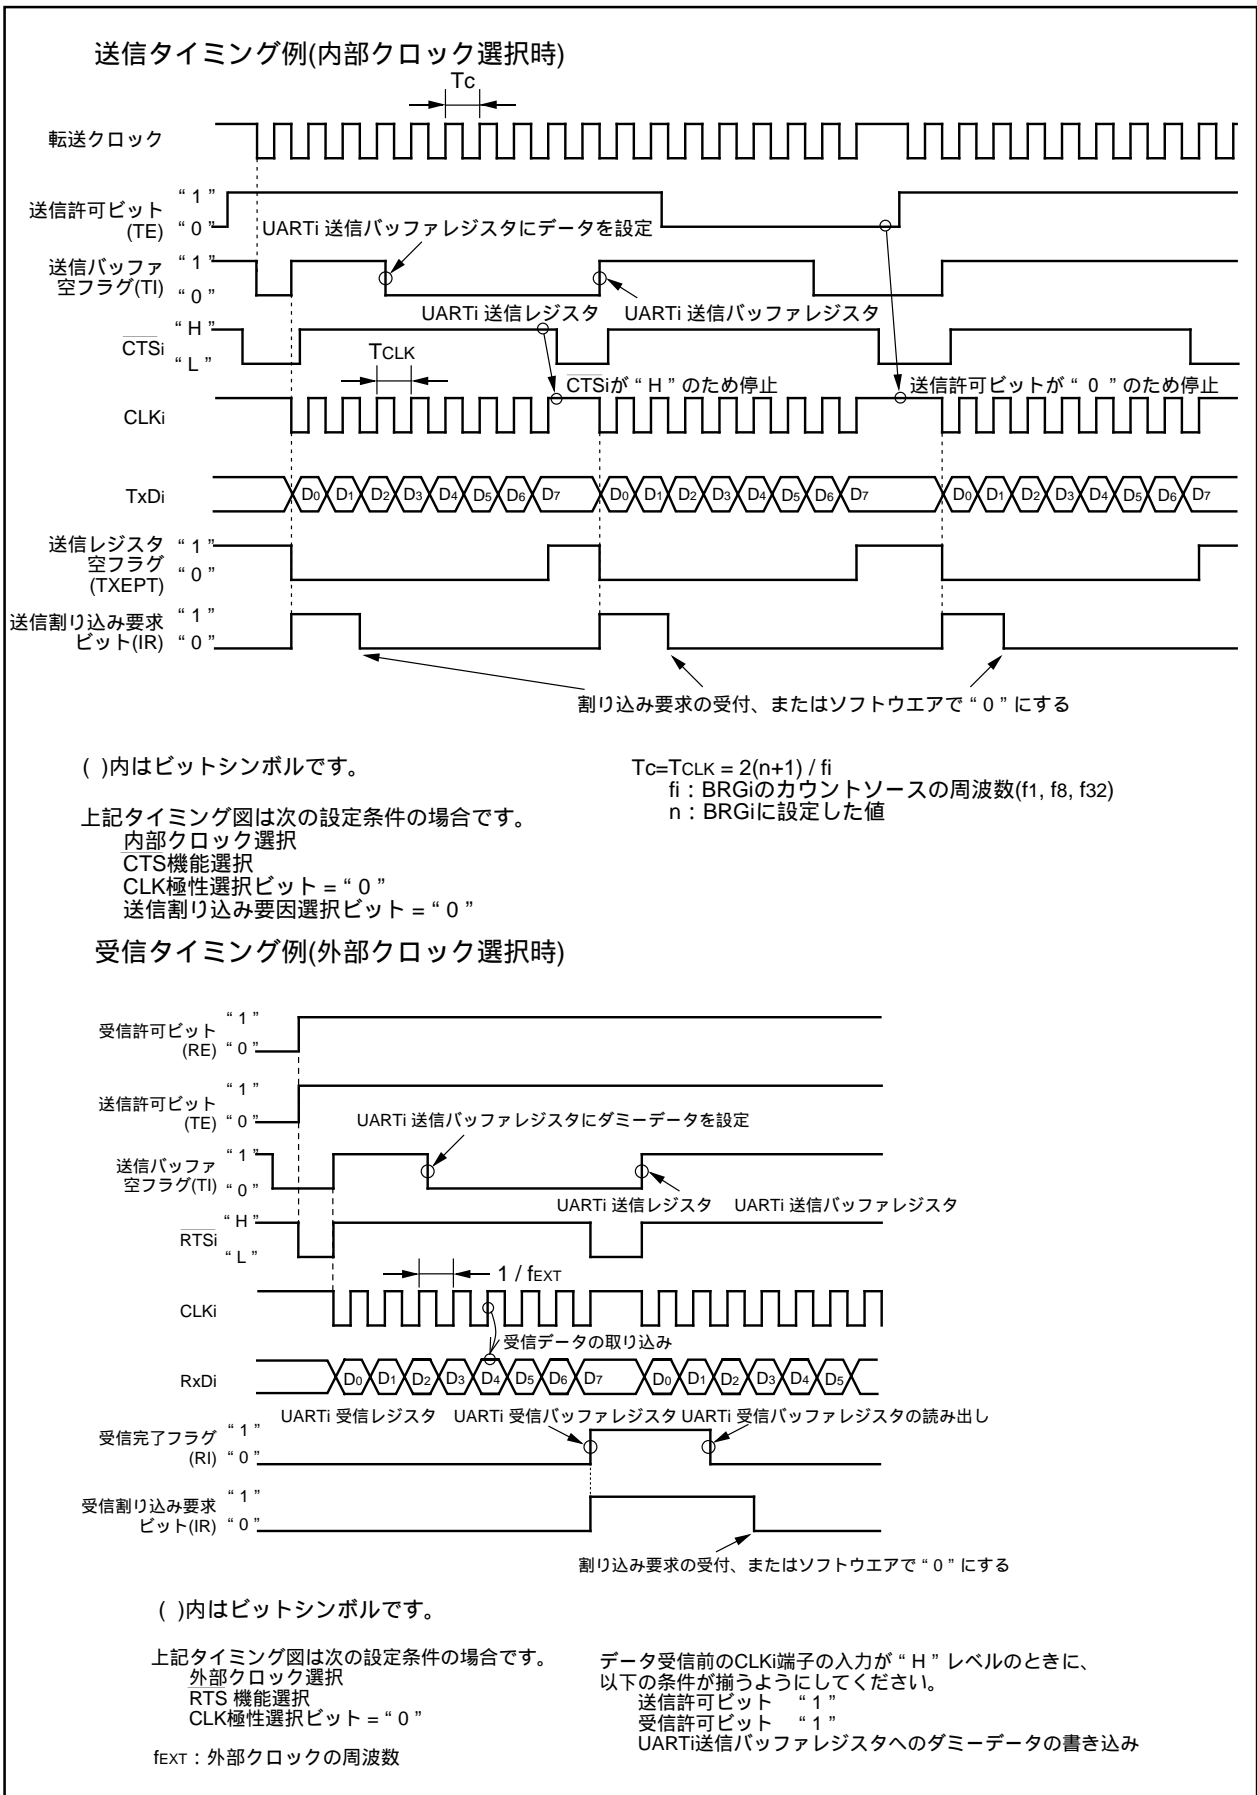 送信タイミング例(内部クロック選択時)
Tc
転送クロック
送信許可ビット
(TE)
“ 1 ”
“ 0 ”
UARTi 送信バッファレジスタにデータを設定
送信バッファ
空フラグ(TI)
“ 1 ”
“ 0 ”
UARTi 送信レジスタ UARTi 送信バッファレジスタ
CTSi
“ H ”
“ L ”
TCLK
CTSiが “ H ” のため停止
送信許可ビットが “ 0 ” のため停止
CLKi
TxDi
D0 D1 D2 D3 D4 D5 D6 D7 D0 D1 D2 D3 D4 D5 D6 D7 D0 D1 D2 D3 D4 D5 D6 D7
送信レジスタ
空フラグ
(TXEPT)
“ 1 ”
“ 0 ”
送信割り込み要求
ビット(IR)
“ 1 ”
“ 0 ”
割り込み要求の受付、またはソフトウエアで “ 0 ” にする
( )内はビットシンボルです。
上記タイミング図は次の設定条件の場合です。
内部クロック選択
CTS機能選択
CLK極性選択ビット = “ 0 ”
送信割り込み要因選択ビット = “ 0 ”
Tc=TCLK = 2(n+1) / fi
fi : BRGiのカウントソースの周波数(f1, f8, f32)
n : BRGiに設定した値
受信タイミング例(外部クロック選択時)
受信許可ビット
(RE)
“ 1 ”
“ 0 ”
送信許可ビット
(TE)
“ 1 ”
“ 0 ”
UARTi 送信バッファレジスタにダミーデータを設定
送信バッファ
空フラグ(TI)
“ 1 ”
“ 0 ”
UARTi 送信レジスタ UARTi 送信バッファレジスタ
RTSi
“ H ”
“ L ”
1 / fEXT
CLKi
受信データの取り込み
RxDi
D0 D1 D2 D3 D4 D5 D6 D7 D0 D1 D2 D3 D4 D5
UARTi 受信レジスタ UARTi 受信バッファレジスタ UARTi 受信バッファレジスタの読み出し
受信完了フラグ
(RI)
“ 1 ”
“ 0 ”
受信割り込み要求
ビット(IR)
“ 1 ”
“ 0 ”
割り込み要求の受付、またはソフトウエアで “ 0 ” にする
( )内はビットシンボルです。
上記タイミング図は次の設定条件の場合です。
外部クロック選択
RTS 機能選択
CLK極性選択ビット = “ 0 ”
fEXT : 外部クロックの周波数
データ受信前のCLKi端子の入力が “ H ” レベルのときに、
以下の条件が揃うようにしてください。
送信許可ビット “ 1 ”
受信許可ビット “ 1 ”
UARTi送信バッファレジスタへのダミーデータの書き込み